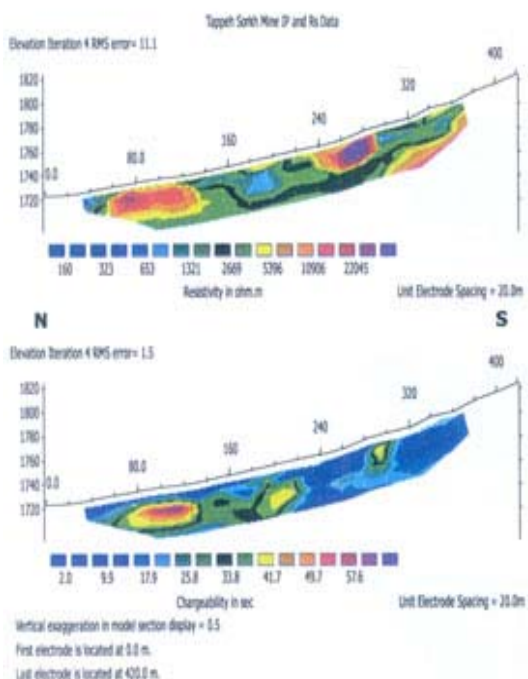 Tappeh Sorkh Mine IP and Rs Data
Elevation Iteration 4 RMS error= 11.1
400
1820
1800
320
1780
240
1760
160
1740
0.0
80.0
1720
160 323 653 1321 2669 5396 10906 22045
Resistivity in ohm.m
Unit Electrode Spacing = 20.0m
N S
Elevation Iteration 4 RMS error= 1.5
400
1820
1800
320
1780
240
1760
160
1740
0.0
80.0
1720
2.0 9.9 17.9 25.8 33.8 41.7 49.7 57.6
Chargeability in sec
Unit Electrode Spacing = 20.0m
Vertical exaggeration in model section display = 0.5
First electrode is located at 0.0 m.
Last electrode is located at 420.0 m.